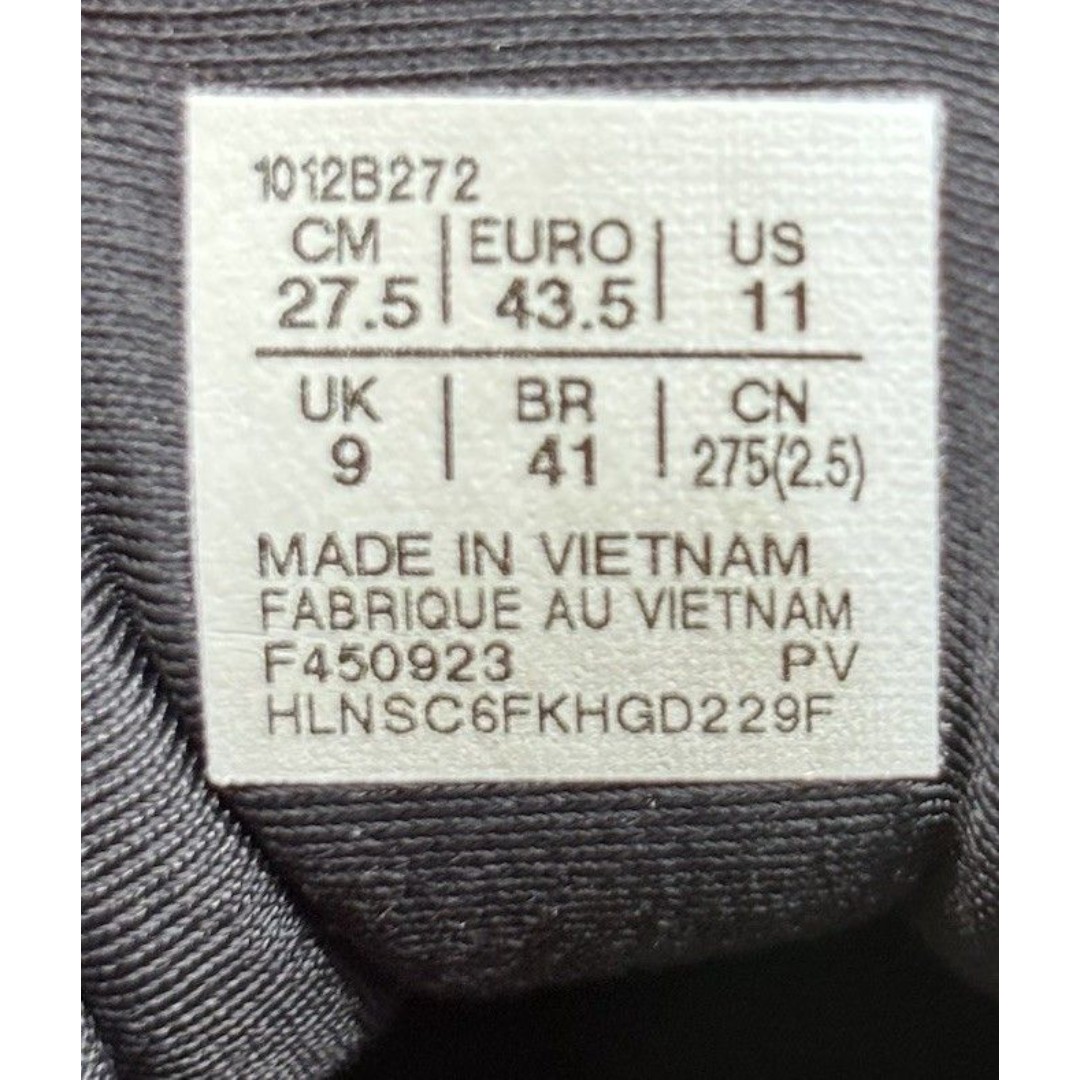 1012B272
CM | EURO | US
27.5 | 43.5 | 11
UK | BR | CN
9 | 41 | 275(2.5)
MADE IN VIETNAM
FABRIQUE AU VIETNAM
F450923 PV
HLNSC6FKHGD229F